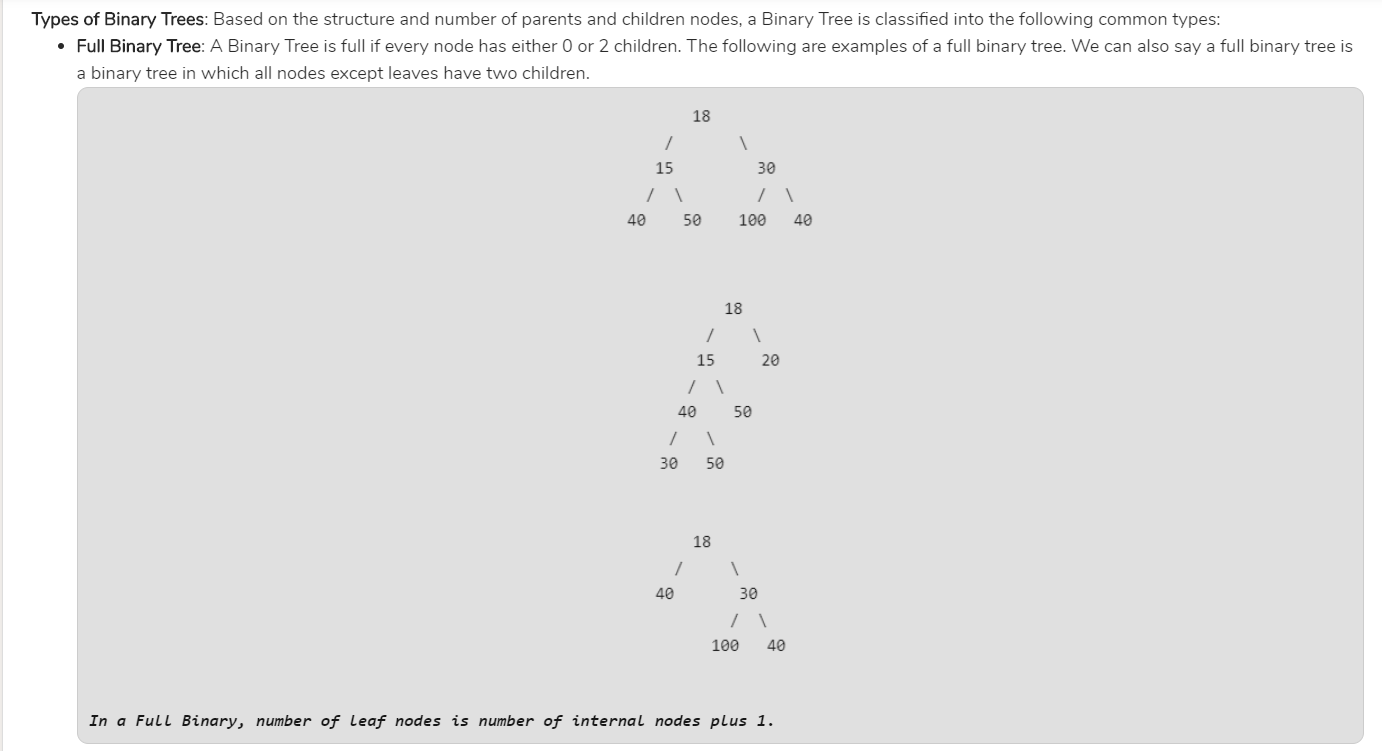 Types of Binary Trees: Based on the structure and number of parents and children nodes, a Binary Tree is classified into the following common types:
• Full Binary Tree: A Binary Tree is full if every node has either 0 or 2 children. The following are examples of a full binary tree. We can also say a full binary tree is
a binary tree in which all nodes except leaves have two children.
18
/ \
15 30
/ \ / \
40 50 100 40
18
/ \
15 20
/ \
40 50
/ \
30 50
18
/ \
40 30
/ \
100 40
In a Full Binary, number of leaf nodes is number of internal nodes plus 1.